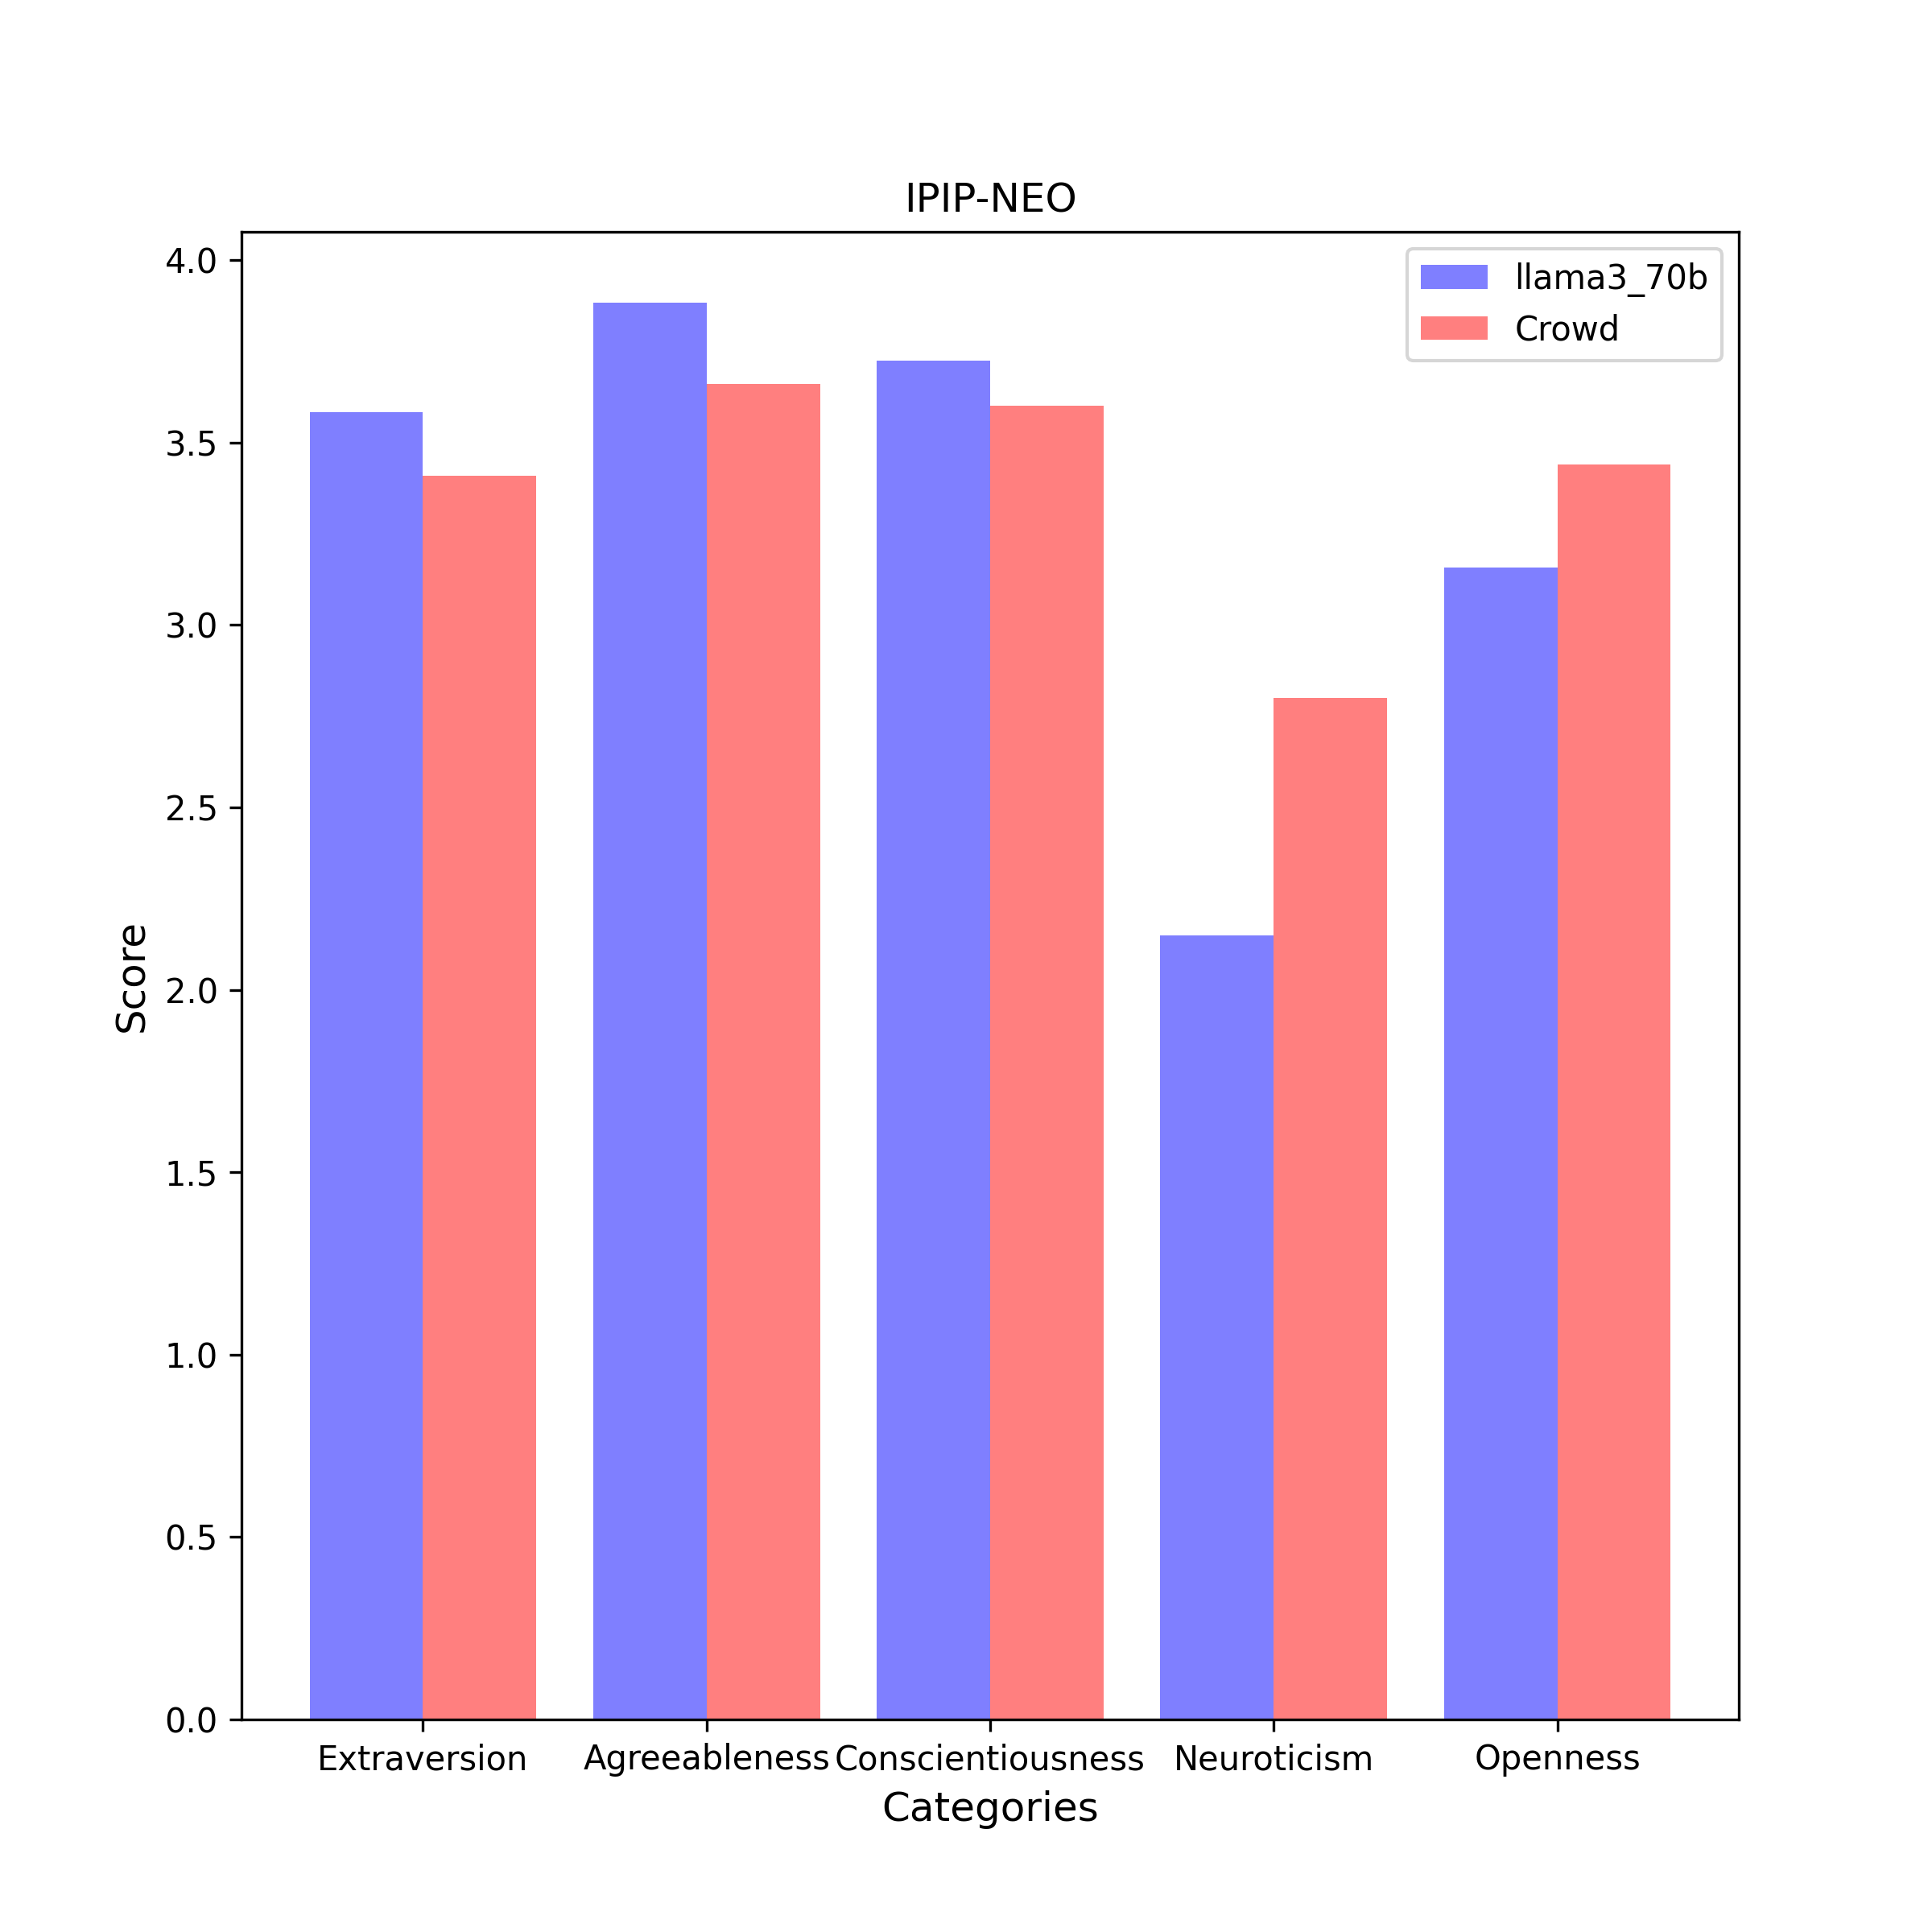 IPIP-NEO
llama3_70b
Crowd
4.0
3.5
3.0
2.5
2.0
1.5
1.0
0.5
0.0
Score
Extraversion Agreeableness Conscientiousness Neuroticism Openness
Categories